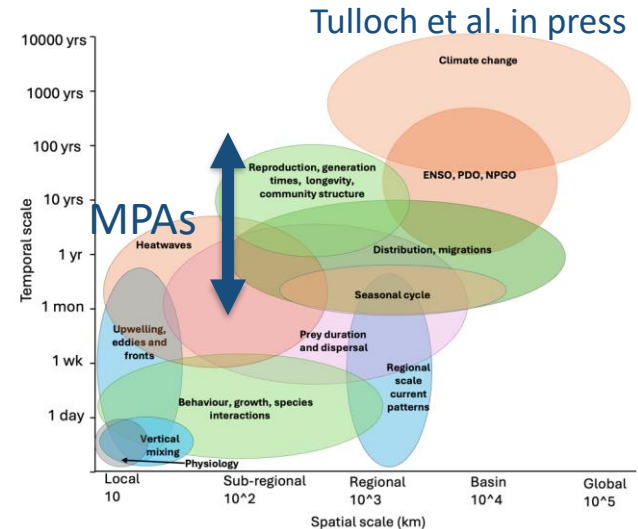 Tulloch et al. in press
10000 yrs
1000 yrs
100 yrs
10 yrs
1 yr
1 mon
1 wk
1 day
Temporal scale
MPAs
Climate change
ENSO, PDO, NPGO
Reproduction, generation
times, longevity,
community structure
Heatwaves
Distribution, migrations
Seasonal cycle
Upwelling,
eddies and
fronts
Prey duration
and dispersal
Regional
scale
current
patterns
Behaviour, growth, species
interactions
Vertical
mixing
Physiology
Local
10
Sub-regional
10^2
Regional
10^3
Basin
10^4
Global
10^5
Spatial scale (km)